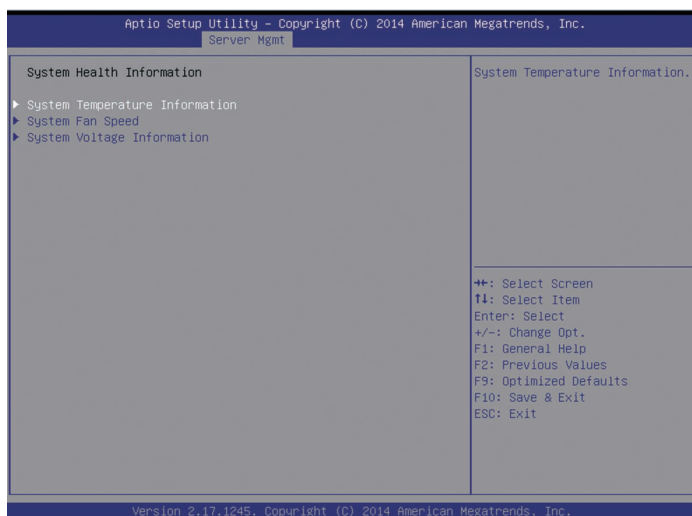 Aptio Setup Utility – Copyright (C) 2014 American Megatrends, Inc.
Server Mgmt
System Health Information
System Temperature Information
System Fan Speed
System Voltage Information
System Temperature Information.
→←: Select Screen
↑↓: Select Item
Enter: Select
+/-: Change Opt.
F1: General Help
F2: Previous Values
F9: Optimized Defaults
F10: Save & Exit
ESC: Exit
Version 2.17.1245. Copyright (C) 2014 American Megatrends, Inc.